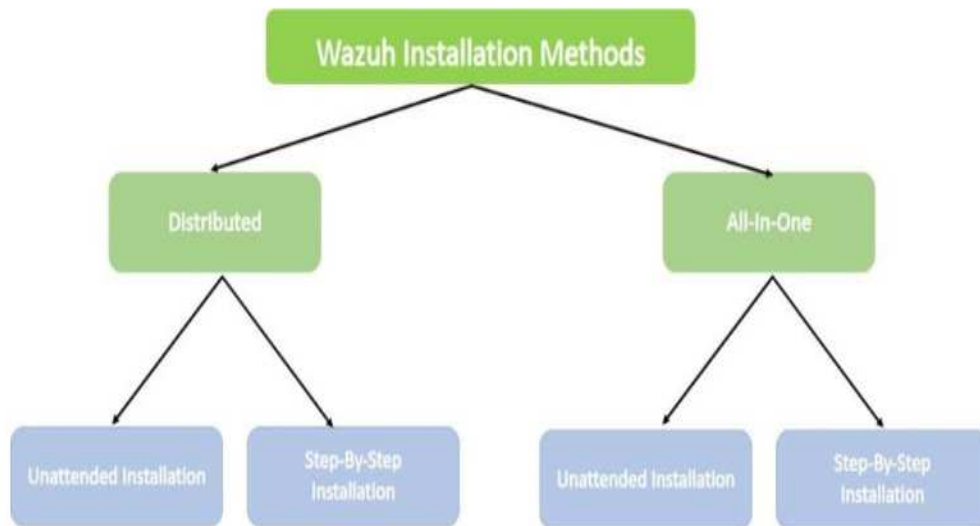 Wazuh Installation Methods
Distributed
All-In-One
Unattended Installation
Step-By-Step
Installation
Unattended Installation
Step-By-Step
Installation